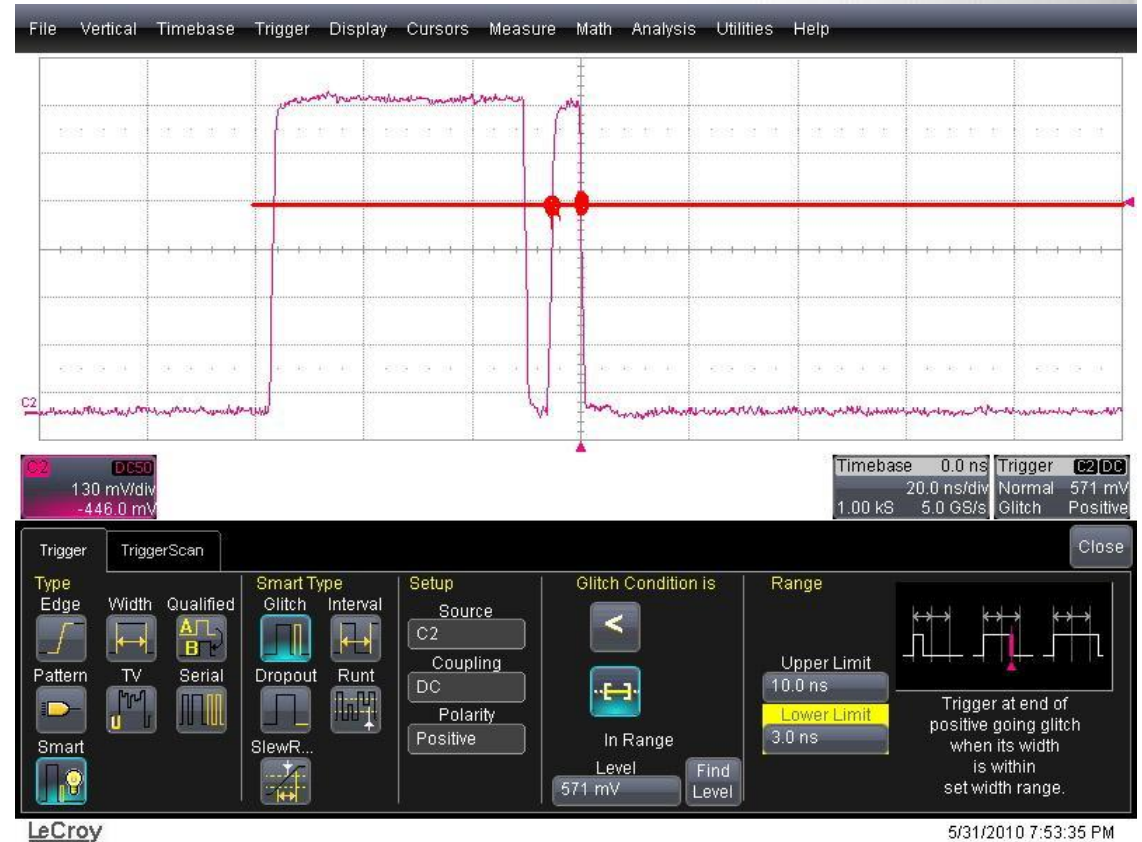 File Vertical Timebase Trigger Display Cursors Measure Math Analysis Utilities Help
C2
C2 DC50
130 mV/div
-446.0 mV
Timebase 0.0 ns
20.0 ns/div
1.00 kS 5.0 GS/s
Trigger C2 DC
Normal 571 mV
Glitch Positive
Trigger TriggerScan Close
Type
Edge Width Qualified
A
B
Pattern TV Serial
U
Smart
Smart Type
Glitch Interval
Dropout Runt
SlewR...
Setup
Source
C2
Coupling
DC
Polarity
Positive
Glitch Condition is
<
In Range
Level
571 mV
Find
Level
Range
Upper Limit
10.0 ns
Lower Limit
3.0 ns
Trigger at end of
positive going glitch
when its width
is within
set width range.
LeCroy
5/31/2010 7:53:35 PM